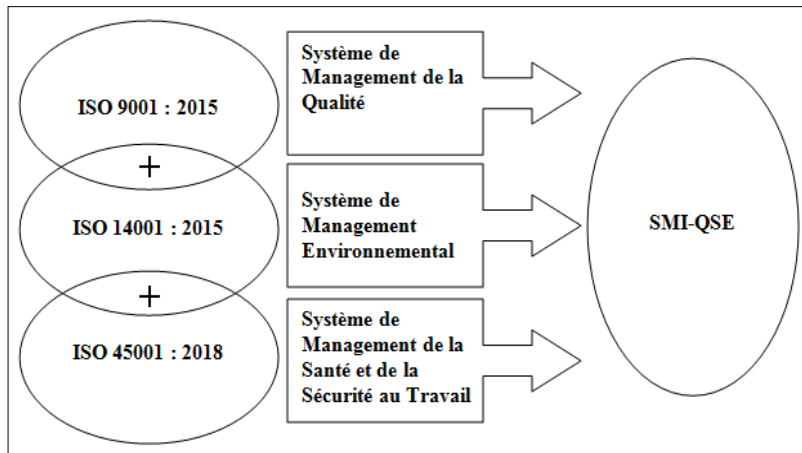 ISO 9001 : 2015
Système de
Management de la
Qualité
+
ISO 14001 : 2015
Système de
Management
Environnemental
SMI-QSE
+
ISO 45001 : 2018
Système de
Management de la
Santé et de la
Sécurité au Travail